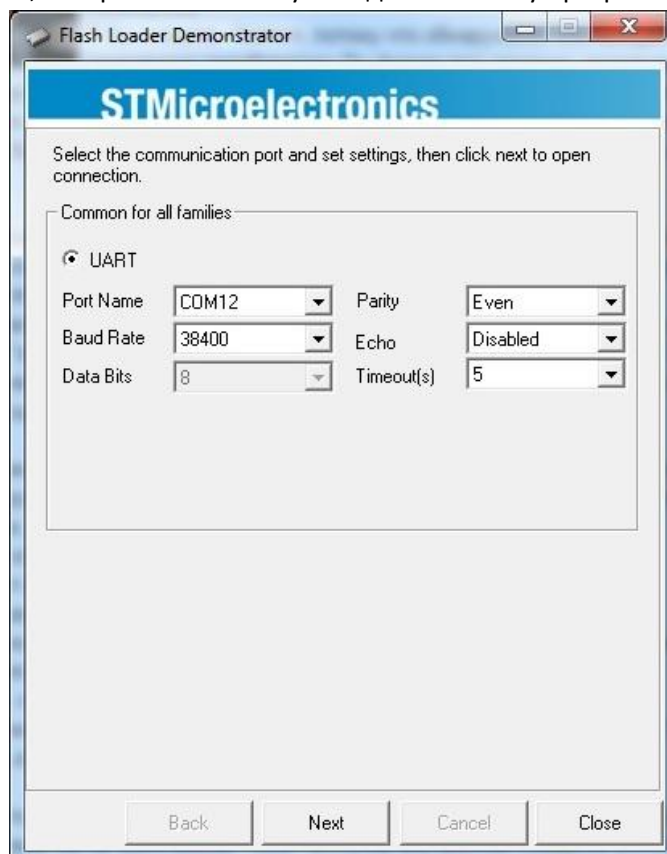 Flash Loader Demonstrator
STMicroelectronics
Select the communication port and set settings, then click next to open
connection.
Common for all families
UART
Port Name COM12 Parity Even
Baud Rate 38400 Echo Disabled
Data Bits 8 Timeout(s) 5
Back Next Cancel Close